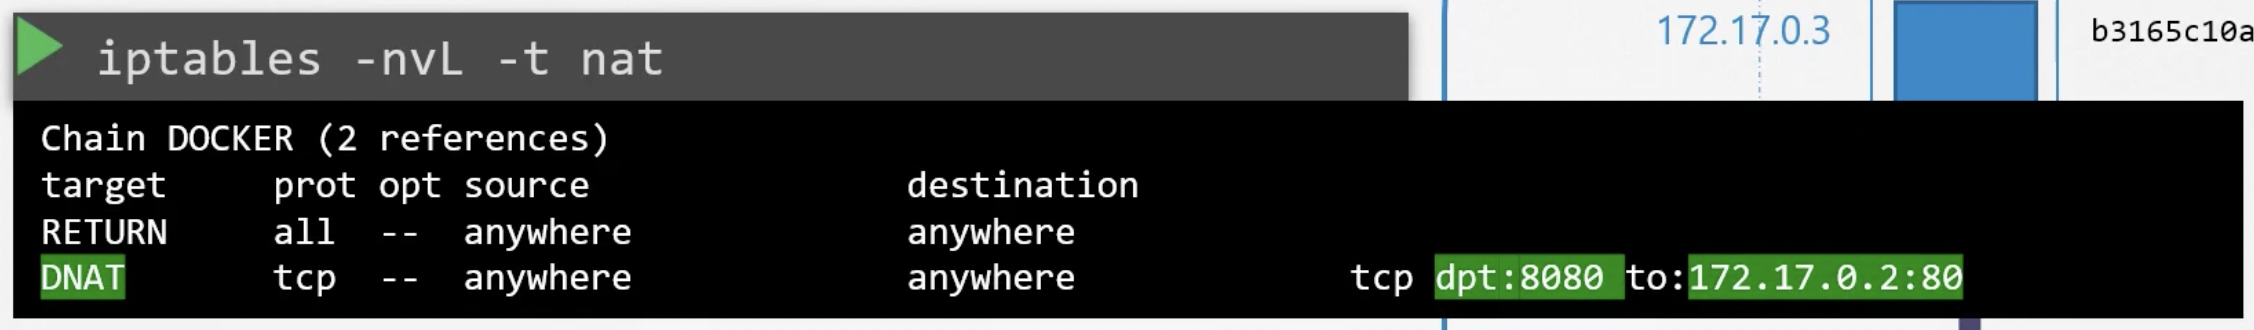 iptables -nvL -t nat
172.17.0.3
b3165c10a
Chain DOCKER (2 references)
target     prot opt source               destination
RETURN     all  --  anywhere             anywhere
DNAT       tcp  --  anywhere             anywhere             tcp dpt:8080 to:172.17.0.2:80